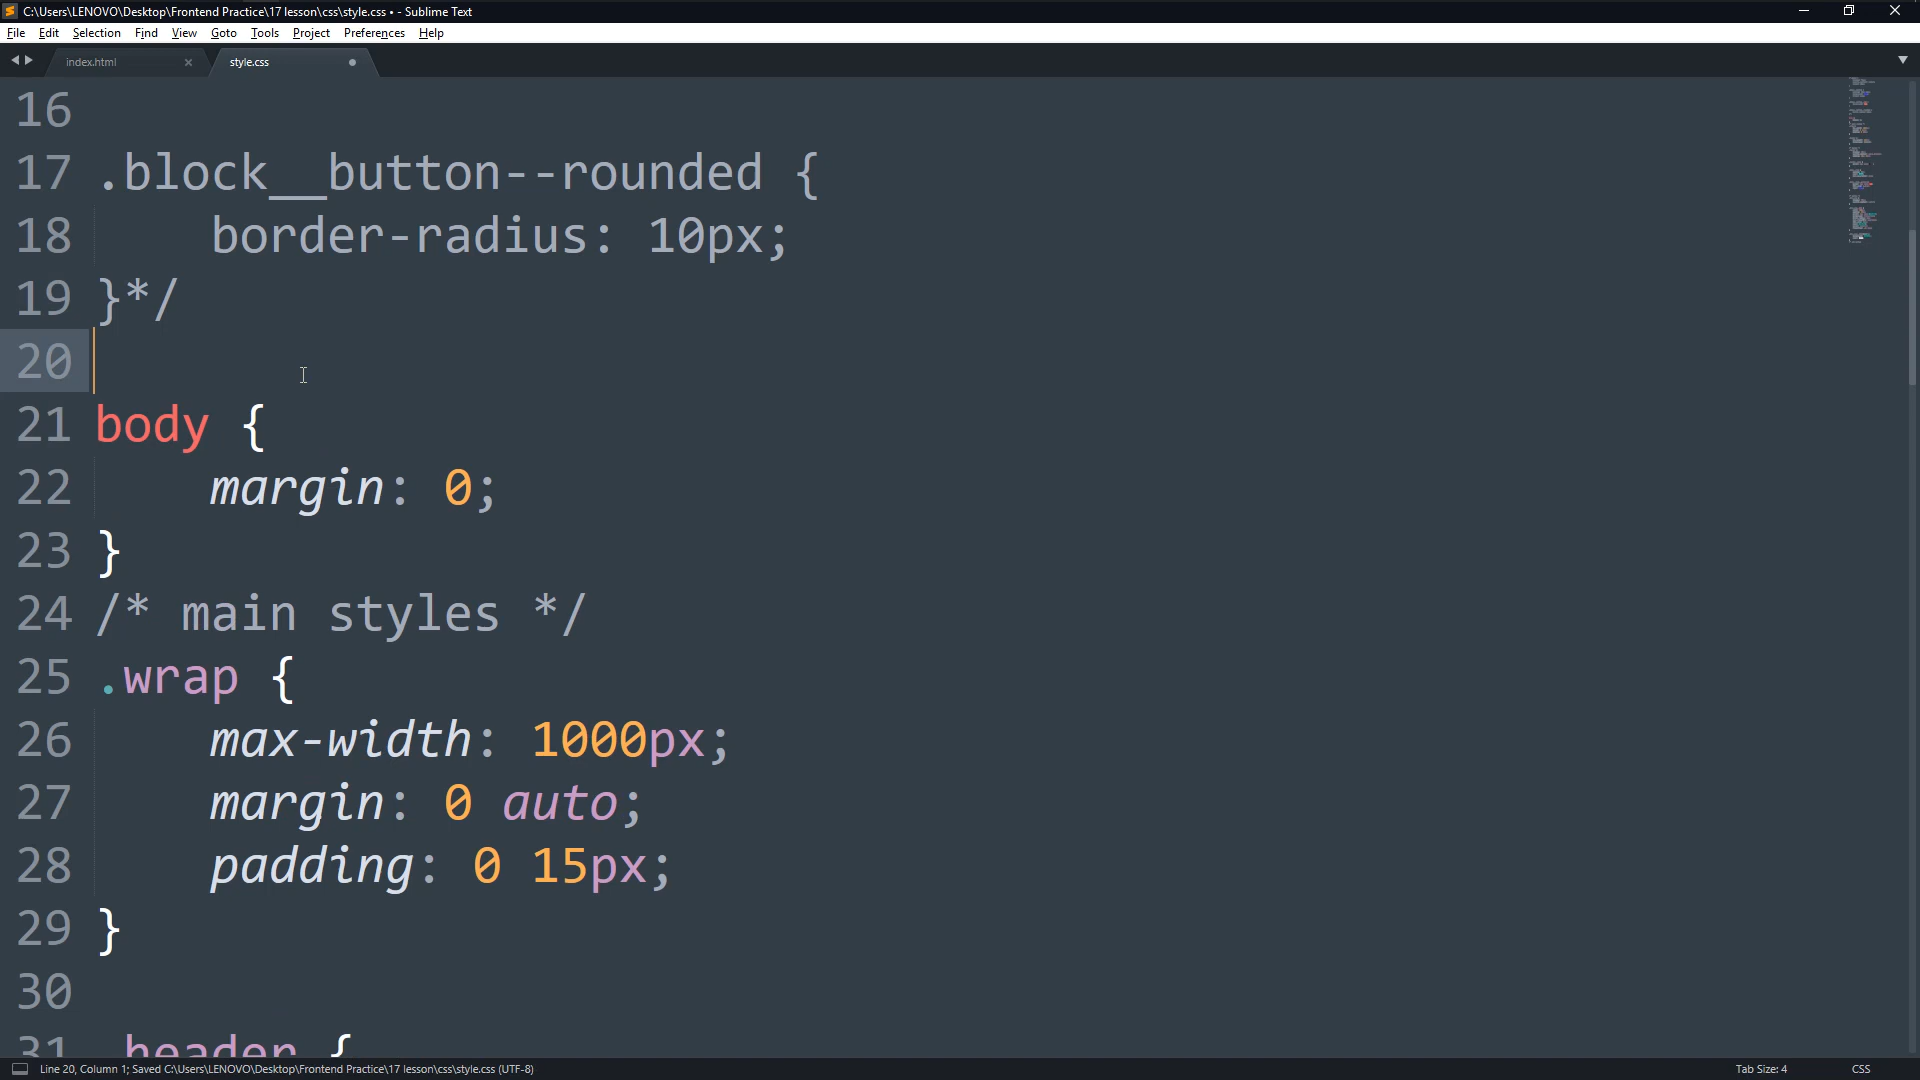 C:\Users\LENOVO\Desktop\Frontend Practice\17 lesson\css\style.css • - Sublime Text
File Edit Selection Find View Goto Tools Project Preferences Help
index.html × style.css
16
17 .block__button--rounded {
18 border-radius: 10px;
19 }*/
20
21 body {
22 margin: 0;
23 }
24 /* main styles */
25 .wrap {
26 max-width: 1000px;
27 margin: 0 auto;
28 padding: 0 15px;
29 }
30
31 .header {
Line 20, Column 1; Saved C:\Users\LENOVO\Desktop\Frontend Practice\17 lesson\css\style.css (UTF-8) Tab Size: 4 CSS